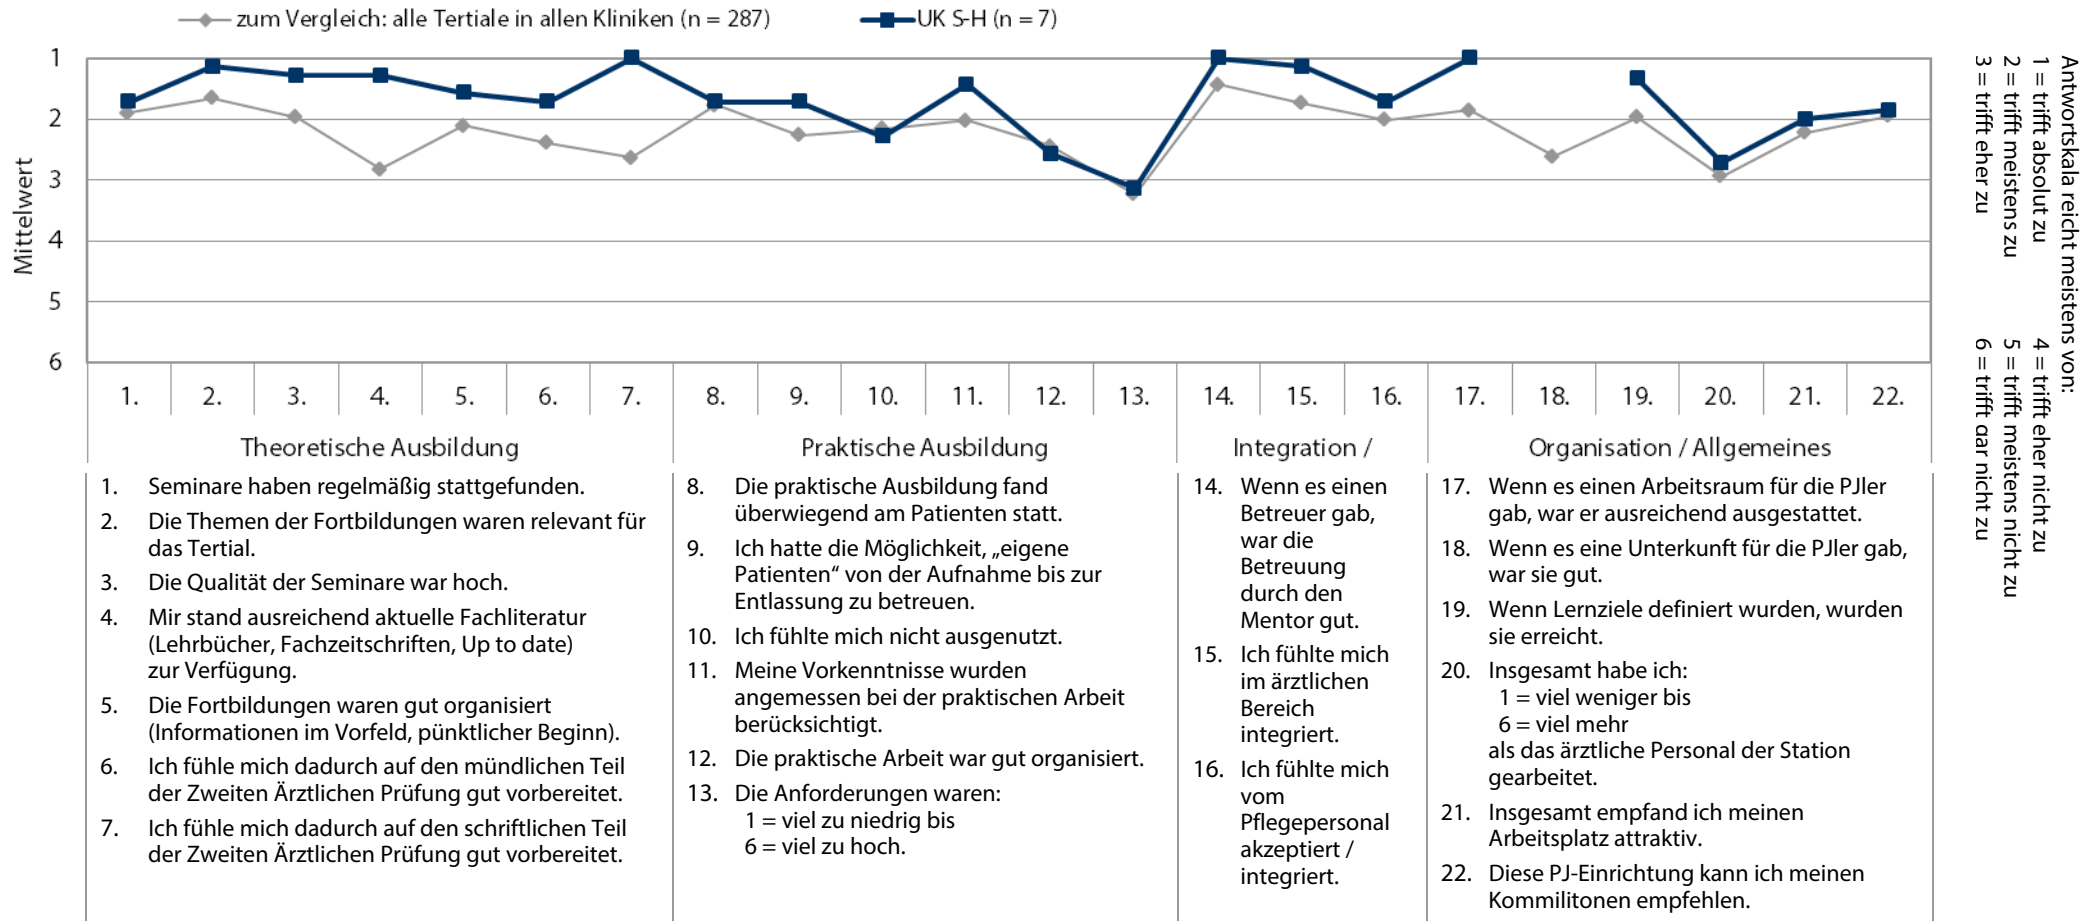 zum Vergleich: alle Tertiale in allen Kliniken (n = 287)
UK S-H (n = 7)
Mittelwert
1
2
3
4
5
6
1. 2. 3. 4. 5. 6. 7. 8. 9. 10. 11. 12. 13. 14. 15. 16. 17. 18. 19. 20. 21. 22.
Theoretische Ausbildung
Praktische Ausbildung
Integration /
Organisation / Allgemeines
1. Seminare haben regelmäßig stattgefunden.
2. Die Themen der Fortbildungen waren relevant für
das Tertial.
3. Die Qualität der Seminare war hoch.
4. Mir stand ausreichend aktuelle Fachliteratur
(Lehrbücher, Fachzeitschriften, Up to date)
zur Verfügung.
5. Die Fortbildungen waren gut organisiert
(Informationen im Vorfeld, pünktlicher Beginn).
6. Ich fühle mich dadurch auf den mündlichen Teil
der Zweiten Ärztlichen Prüfung gut vorbereitet.
7. Ich fühle mich dadurch auf den schriftlichen Teil
der Zweiten Ärztlichen Prüfung gut vorbereitet.
8. Die praktische Ausbildung fand
überwiegend am Patienten statt.
9. Ich hatte die Möglichkeit, „eigene
Patienten“ von der Aufnahme bis zur
Entlassung zu betreuen.
10. Ich fühlte mich nicht ausgenutzt.
11. Meine Vorkenntnisse wurden
angemessen bei der praktischen Arbeit
berücksichtigt.
12. Die praktische Arbeit war gut organisiert.
13. Die Anforderungen waren:
1 = viel zu niedrig bis
6 = viel zu hoch.
14. Wenn es einen
Betreuer gab,
war die
Betreuung
durch den
Mentor gut.
15. Ich fühlte mich
im ärztlichen
Bereich
integriert.
16. Ich fühlte mich
vom
Pflegepersonal
akzeptiert /
integriert.
17. Wenn es einen Arbeitsraum für die PJler
gab, war er ausreichend ausgestattet.
18. Wenn es eine Unterkunft für die PJler gab,
war sie gut.
19. Wenn Lernziele definiert wurden, wurden
sie erreicht.
20. Insgesamt habe ich:
1 = viel weniger bis
6 = viel mehr
als das ärztliche Personal der Station
gearbeitet.
21. Insgesamt empfand ich meinen
Arbeitsplatz attraktiv.
22. Diese PJ-Einrichtung kann ich meinen
Kommilitonen empfehlen.
Antwortskala reicht meistens von:
1 = trifft absolut zu
2 = trifft meistens zu
3 = trifft eher zu
4 = trifft eher nicht zu
5 = trifft meistens nicht zu
6 = trifft gar nicht zu